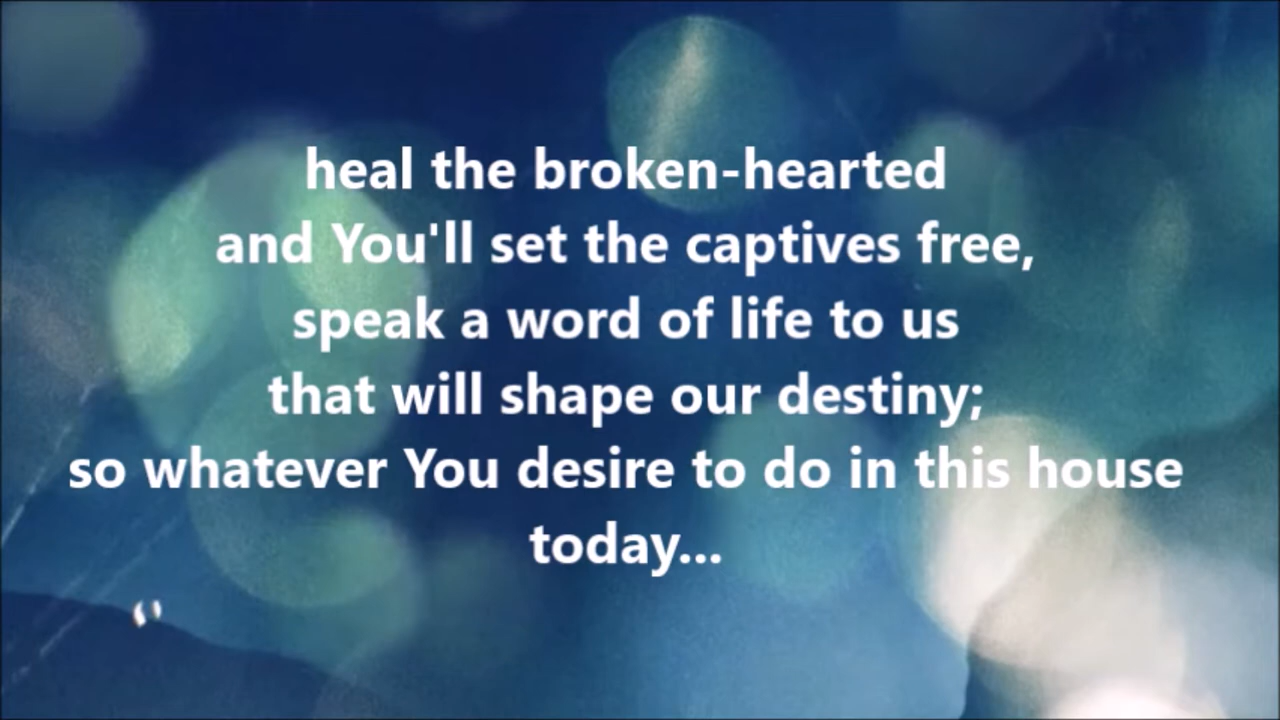 heal the broken-hearted
and You'll set the captives free,
speak a word of life to us
that will shape our destiny;
so whatever You desire to do in this house
today...